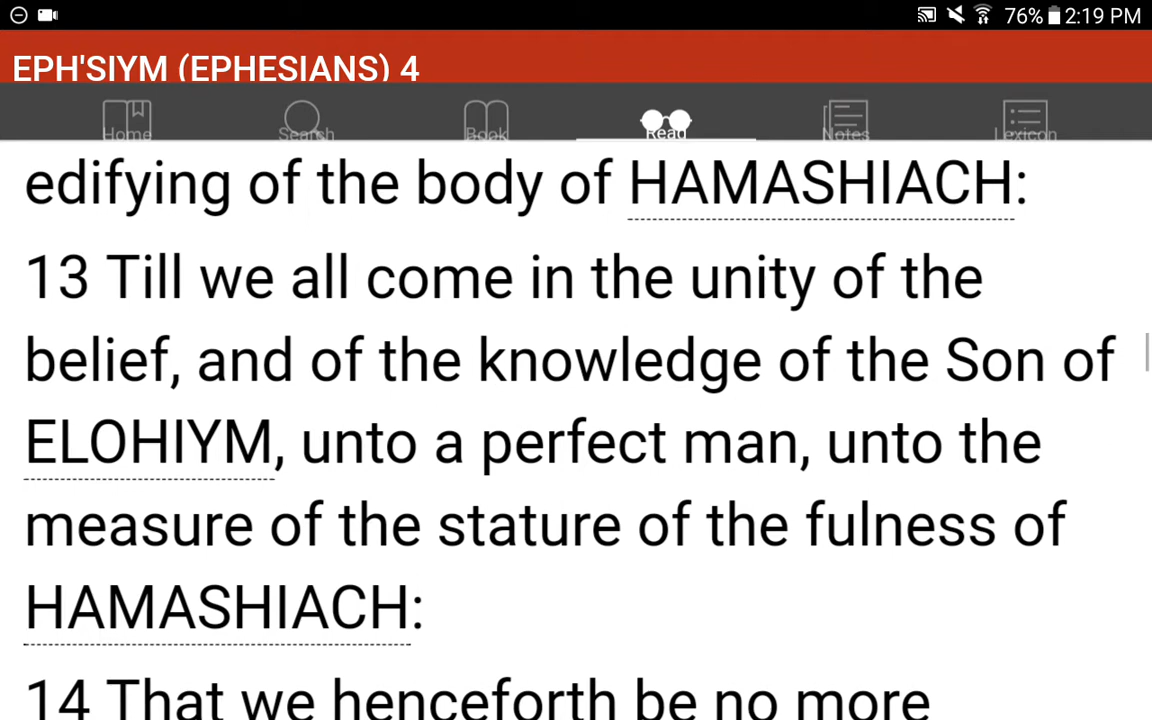 76% 2:19 PM
EPH'SIYM (EPHESIANS) 4
Home Search Book Read Notes Lexicon
edifying of the body of HAMASHIACH:
13 Till we all come in the unity of the
belief, and of the knowledge of the Son of
ELOHIYM, unto a perfect man, unto the
measure of the stature of the fulness of
HAMASHIACH:
14 That we henceforth be no more